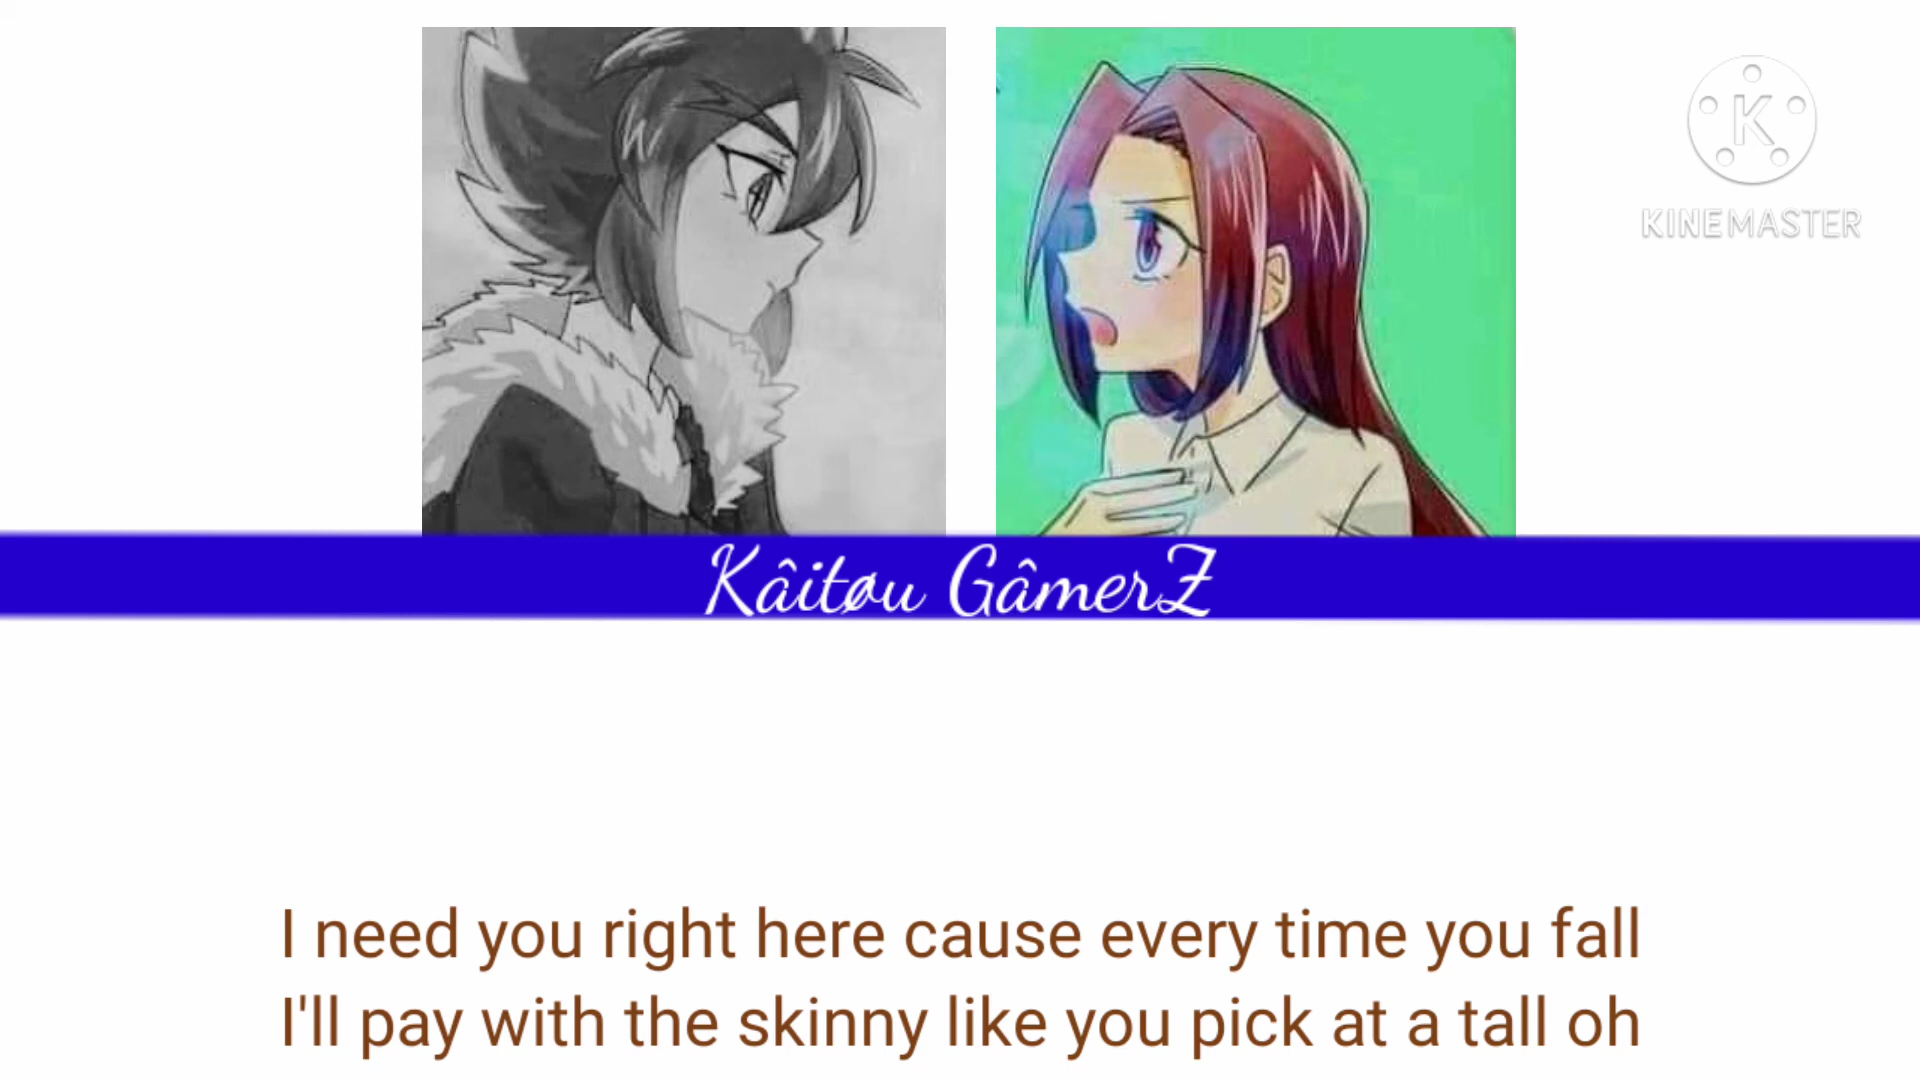 K
KINEMASTER
Kâitøu GâmerZ
I need you right here cause every time you fall
I'll pay with the skinny like you pick at a tall oh